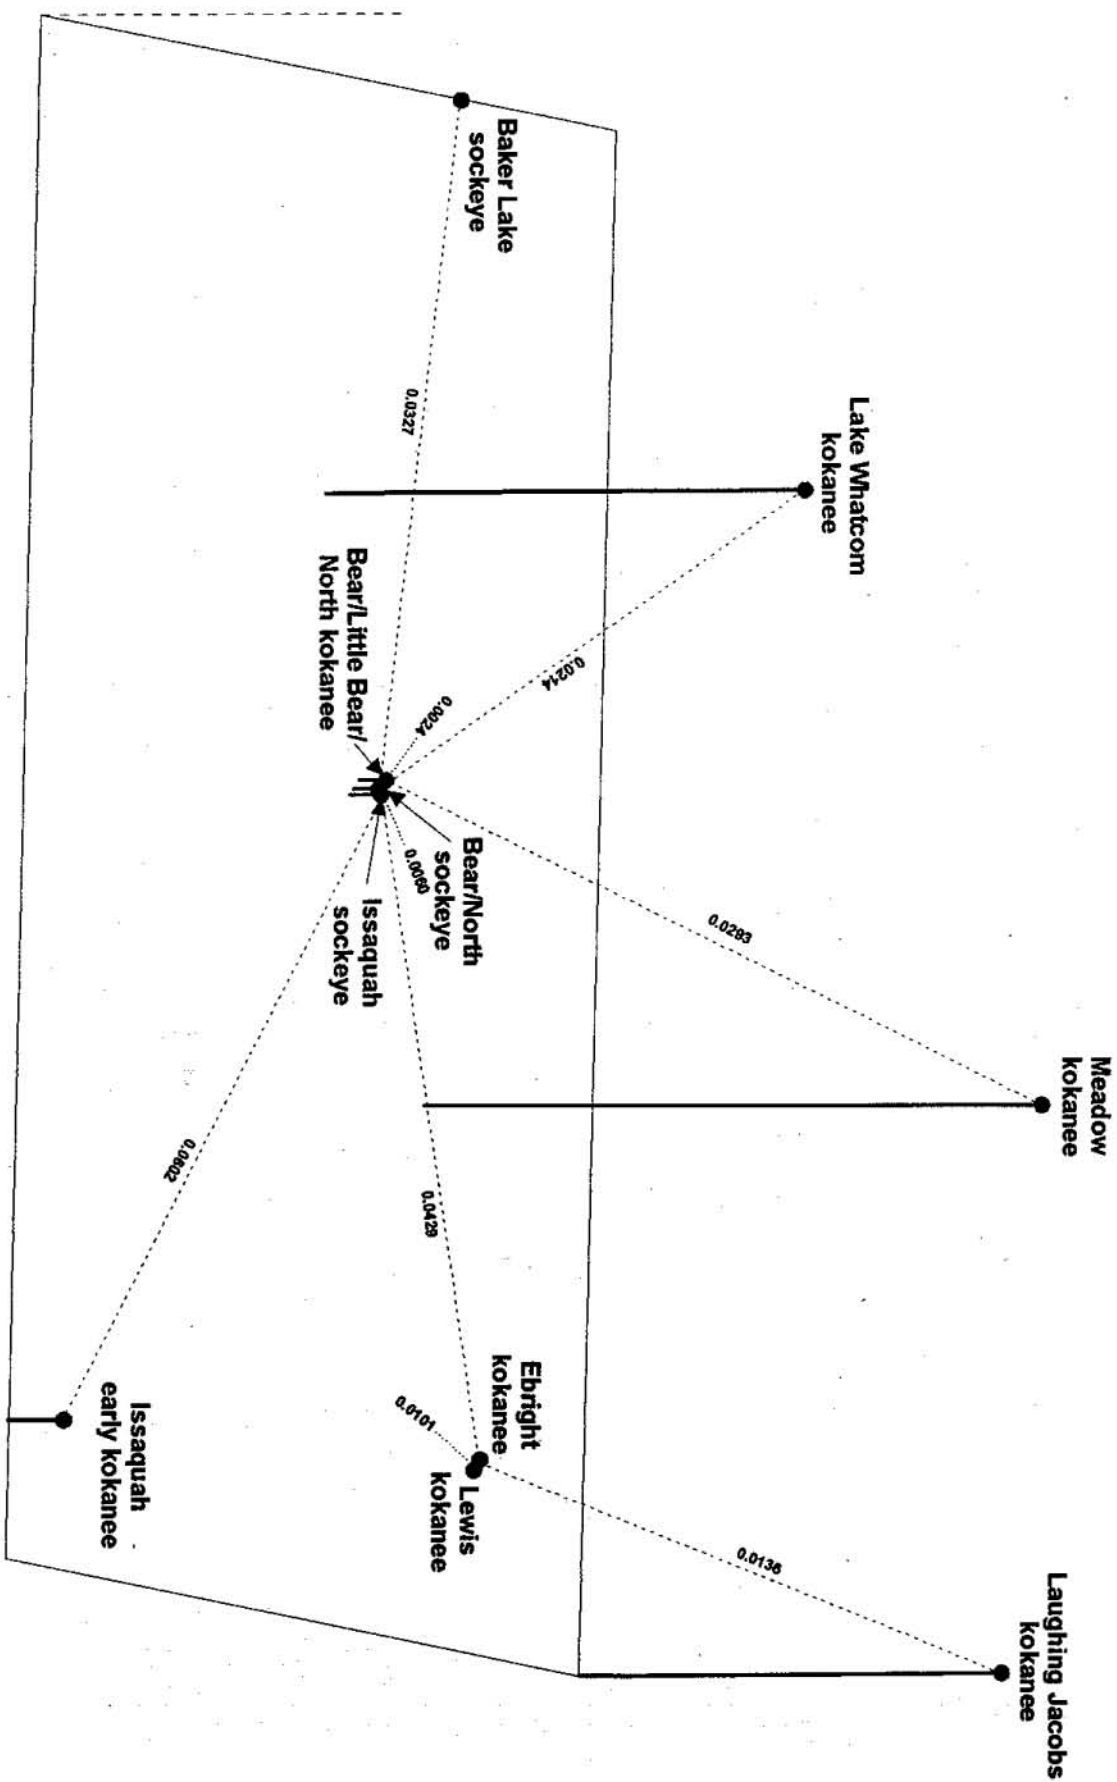 Baker Lake
sockeye
0.0327
Lake Whatcom
kokanee
0.0214
Bear/Little Bear/
North kokanee
0.0024
Bear/North
sockeye
0.0060
Issaquah
sockeye
Meadow
kokanee
0.0283
0.0429
0.0602
Ebright
kokanee
0.0101
Lewis
kokanee
Issaquah
early kokanee
0.0136
Laughing Jacobs
kokanee